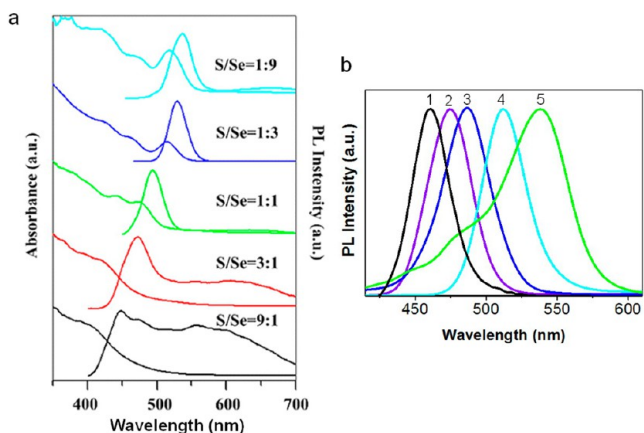 a
S/Se=1:9
S/Se=1:3
S/Se=1:1
S/Se=3:1
S/Se=9:1
Absorbance (a.u.)
PL Instensity (a.u.)
400 500 600 700
Wavelength (nm)
b
1 2 3 4 5
PL Intensity (a.u.)
450 500 550 600
Wavelength (nm)